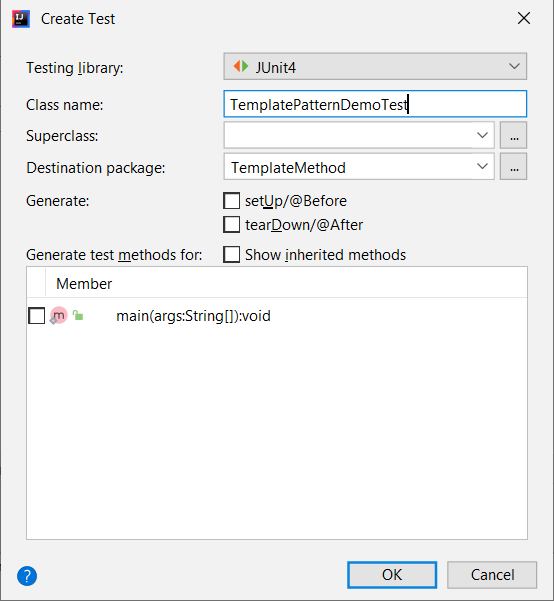 Create Test
Testing library: JUnit4
Class name: TemplatePatternDemoTest
Superclass: ...
Destination package: TemplateMethod ...
Generate: setUp/@Before
tearDown/@After
Generate test methods for: Show inherited methods
Member
m main(args:String[]):void
? OK Cancel